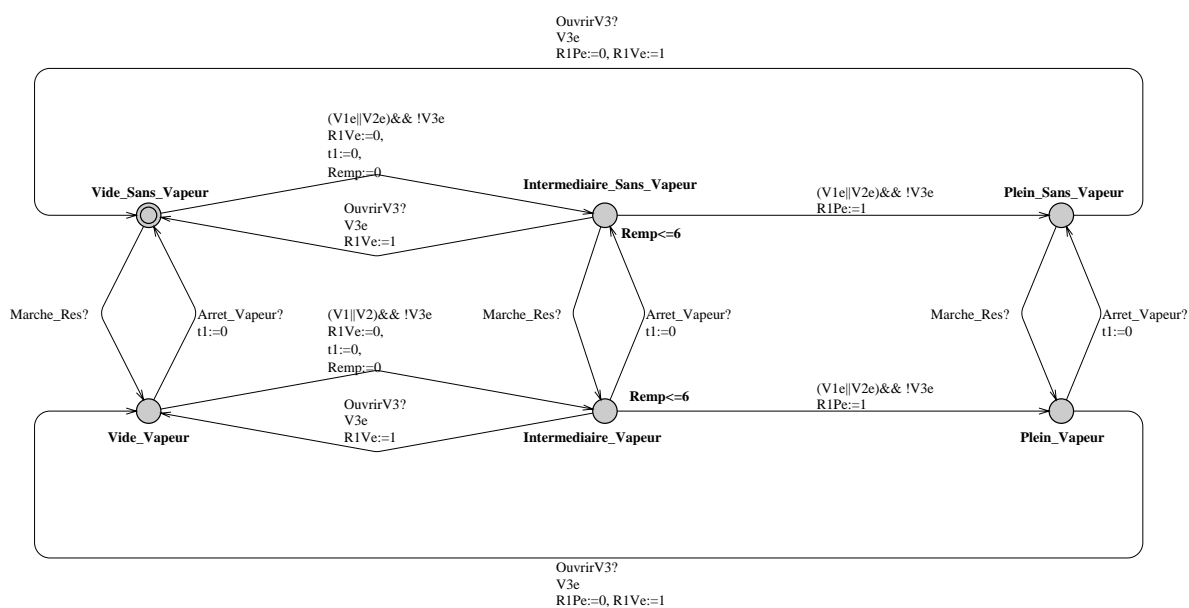 OuvrirV3?
V3e
R1Pe:=0, R1Ve:=1
(V1e||V2e)&& !V3e
R1Ve:=0,
t1:=0,
Remp:=0
Vide_Sans_Vapeur
Intermediaire_Sans_Vapeur
Plein_Sans_Vapeur
(V1e||V2e)&& !V3e
R1Pe:=1
OuvrirV3?
V3e
R1Ve:=1
Remp<=6
Marche_Res?
Arret_Vapeur?
t1:=0
(V1||V2)&& !V3e
R1Ve:=0,
t1:=0,
Remp:=0
Marche_Res?
Arret_Vapeur?
t1:=0
Marche_Res?
Arret_Vapeur?
t1:=0
OuvrirV3?
V3e
R1Ve:=1
Remp<=6
(V1e||V2e)&& !V3e
R1Pe:=1
Vide_Vapeur
Intermediaire_Vapeur
Plein_Vapeur
OuvrirV3?
V3e
R1Pe:=0, R1Ve:=1